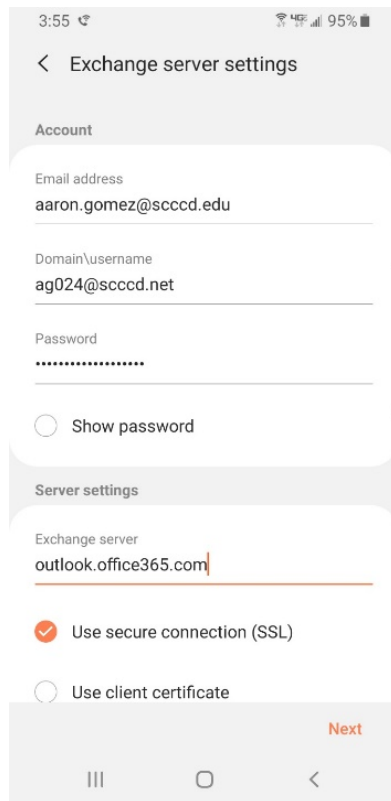 3:55 4GE 95%
Exchange server settings
Account
Email address
aaron.gomez@scccd.edu
Domain\username
ag024@scccd.net
Password
•••••••••••••••••••
Show password
Server settings
Exchange server
outlook.office365.com
Use secure connection (SSL)
Use client certificate
Next